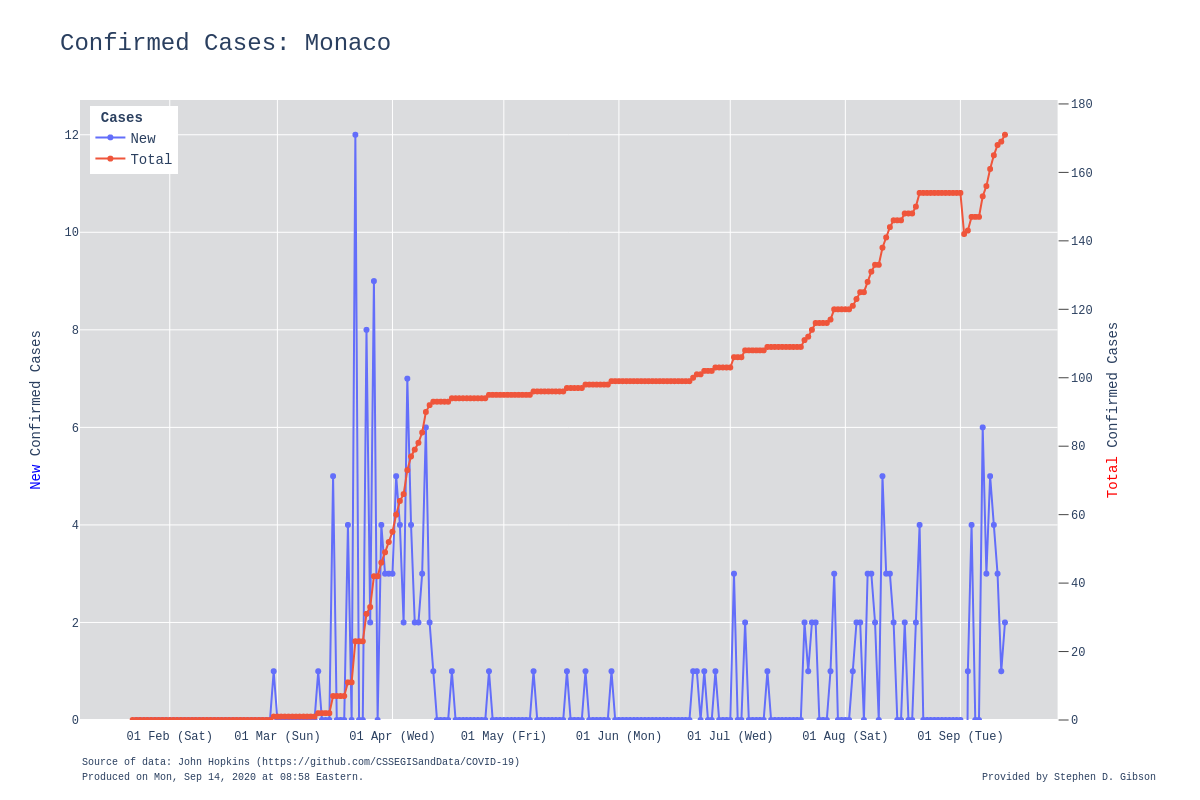 Confirmed Cases: Monaco
Cases
New
Total
12
10
8
6
4
2
0
180
160
140
120
100
80
60
40
20
0
New Confirmed Cases
Total Confirmed Cases
01 Feb (Sat)
01 Mar (Sun)
01 Apr (Wed)
01 May (Fri)
01 Jun (Mon)
01 Jul (Wed)
01 Aug (Sat)
01 Sep (Tue)
Source of data: John Hopkins (https://github.com/CSSEGISandData/COVID-19)
Produced on Mon, Sep 14, 2020 at 08:58 Eastern.
Provided by Stephen D. Gibson